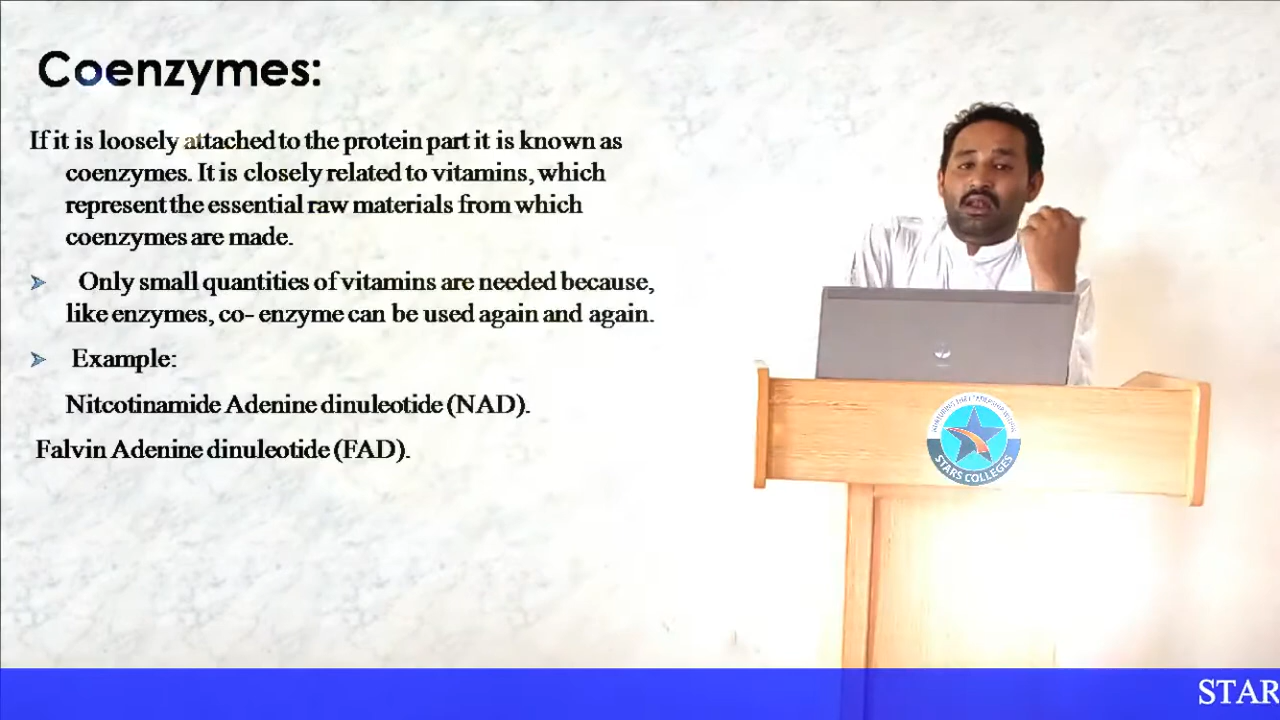 Coenzymes:
If it is loosely attached to the protein part it is known as
coenzymes. It is closely related to vitamins, which
represent the essential raw materials from which
coenzymes are made.
Only small quantities of vitamins are needed because,
like enzymes, co- enzyme can be used again and again.
Example:
Nitcotinamide Adenine dinuleotide (NAD).
Falvin Adenine dinuleotide (FAD).
STARS COLLEGES
STAR